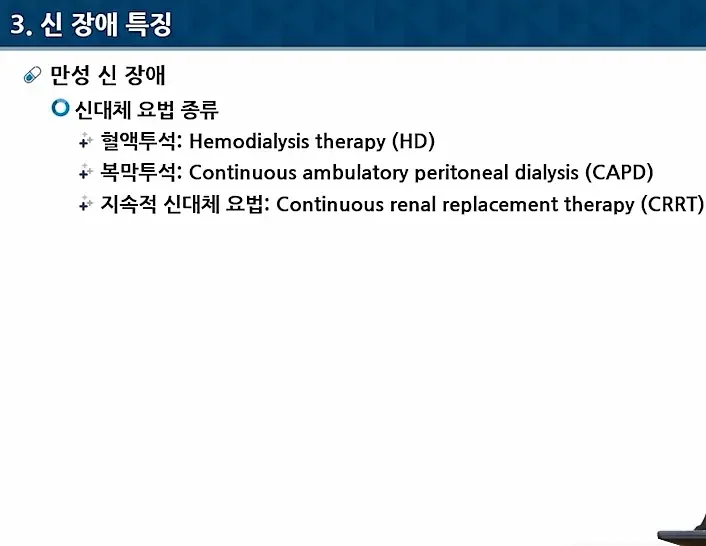 3. 신 장애 특징
만성 신 장애
신대체 요법 종류
혈액투석: Hemodialysis therapy (HD)
복막투석: Continuous ambulatory peritoneal dialysis (CAPD)
지속적 신대체 요법: Continuous renal replacement therapy (CRRT)